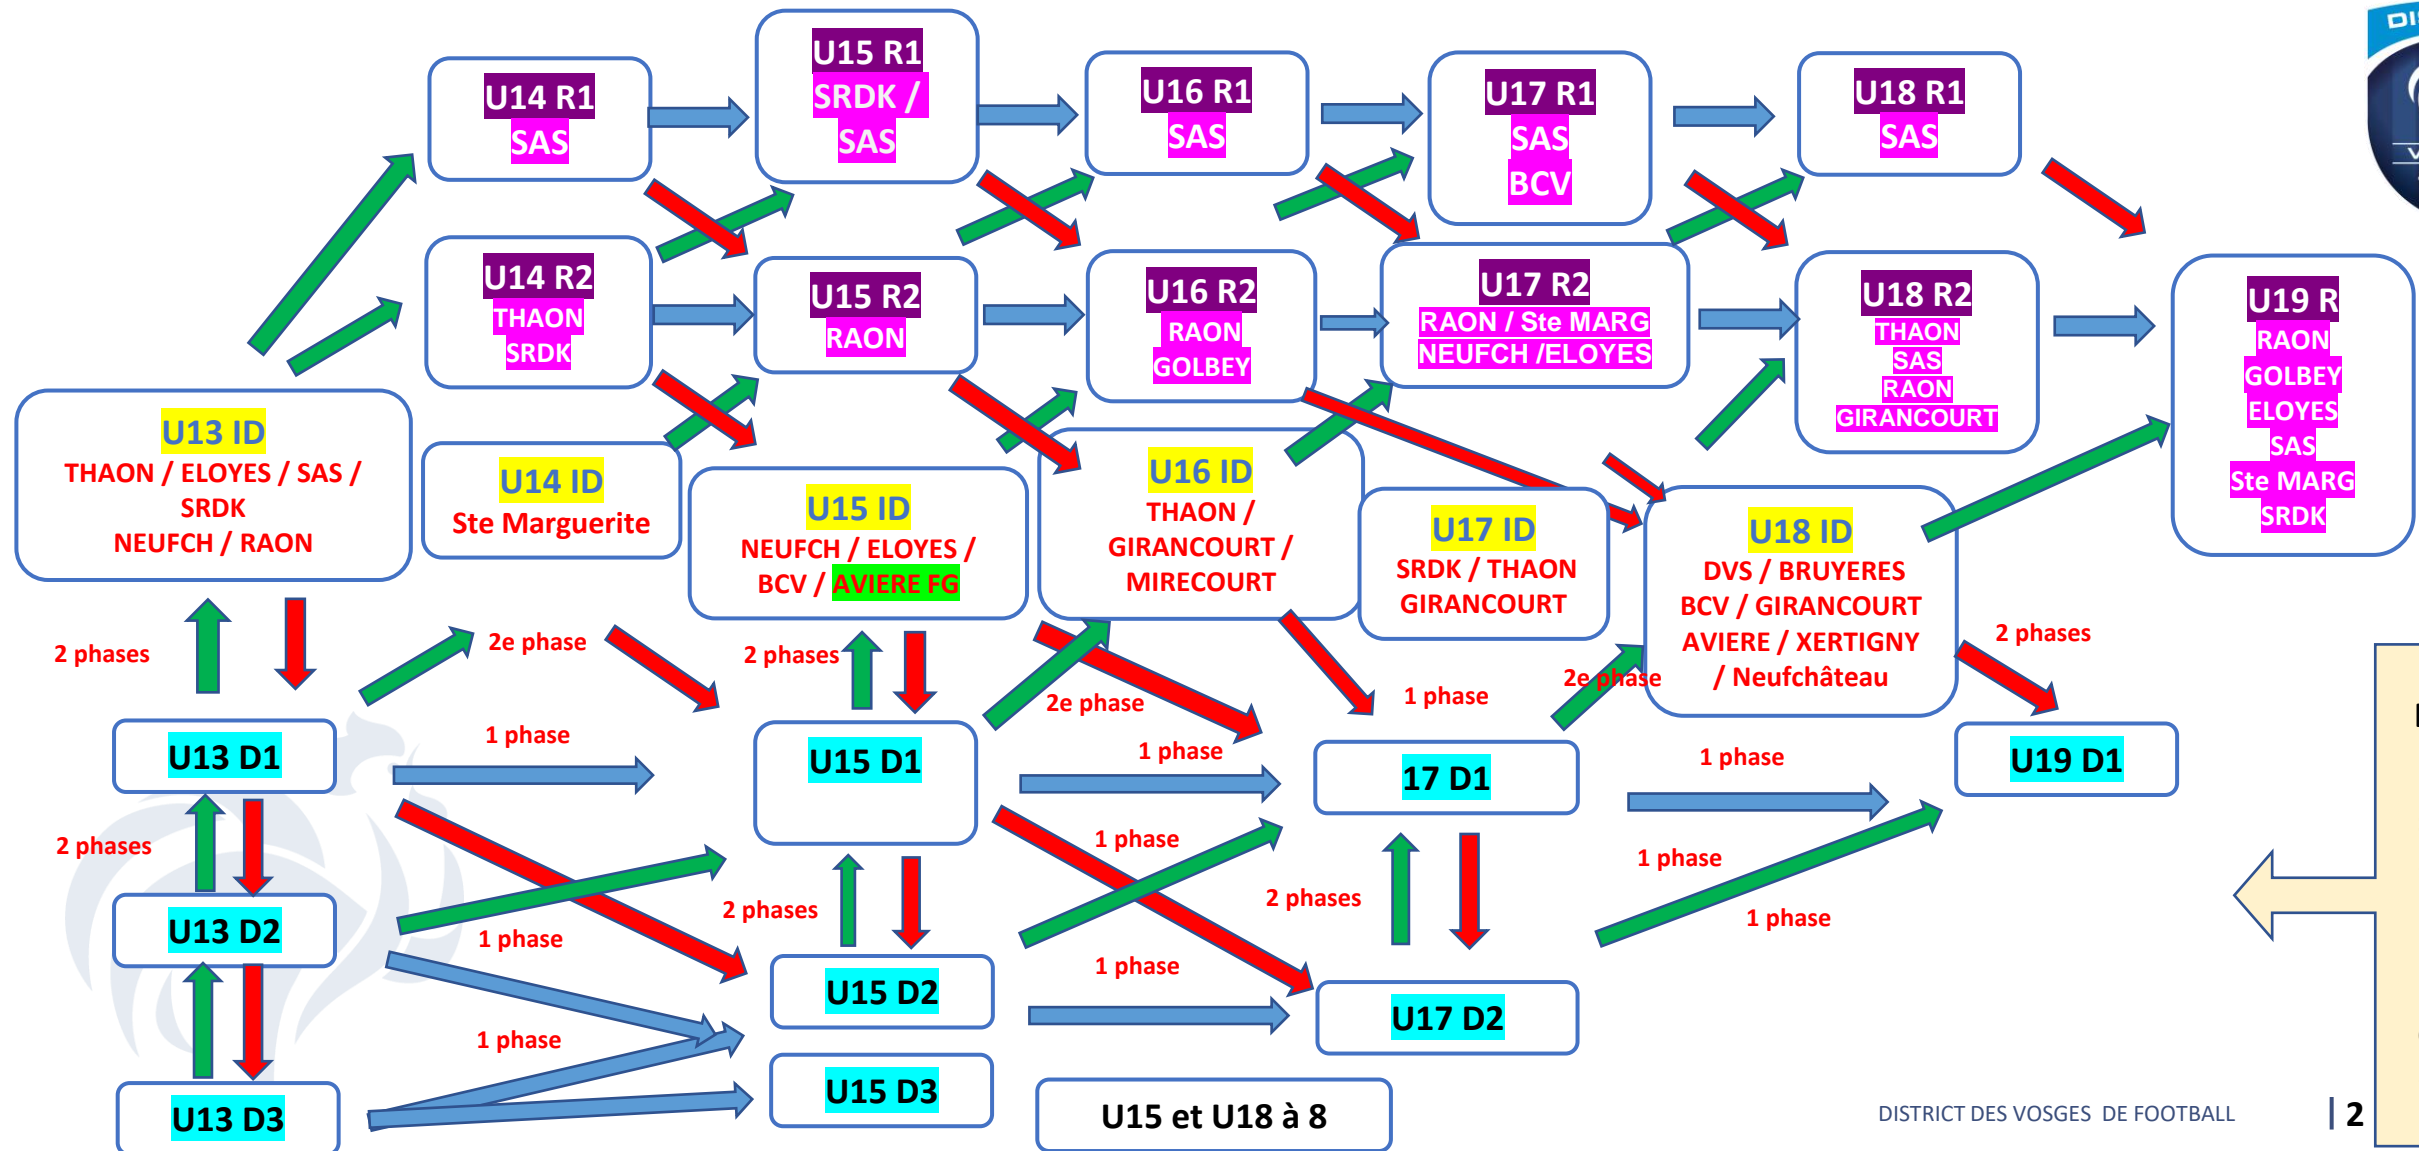 U14 R1
SAS
U15 R1
SRDK /
SAS
U16 R1
SAS
U17 R1
SAS
BCV
U18 R1
SAS
U14 R2
THAON
SRDK
U15 R2
RAON
U16 R2
RAON
GOLBEY
U17 R2
RAON / Ste MARG
NEUFCH /ELOYES
U18 R2
THAON
SAS
RAON
GIRANCOURT
U19 R
RAON
GOLBEY
ELOYES
SAS
Ste MARG
SRDK
U13 ID
THAON / ELOYES / SAS /
SRDK
NEUFCH / RAON
U14 ID
Ste Marguerite
U15 ID
NEUFCH / ELOYES /
BCV / AVIERE FG
U16 ID
THAON /
GIRANCOURT /
MIRECOURT
U17 ID
SRDK / THAON
GIRANCOURT
U18 ID
DVS / BRUYERES
BCV / GIRANCOURT
AVIERE / XERTIGNY
/ Neufchâteau
2 phases
2e phase
2 phases
2e phase
1 phase
2e phase
2 phases
U13 D1
1 phase
U15 D1
1 phase
17 D1
1 phase
U19 D1
2 phases
1 phase
1 phase
U13 D2
1 phase
2 phases
2 phases
1 phase
1 phase
U15 D2
U17 D2
1 phase
U13 D3
U15 D3
U15 et U18 à 8
DISTRICT DES VOSGES DE FOOTBALL
| 2